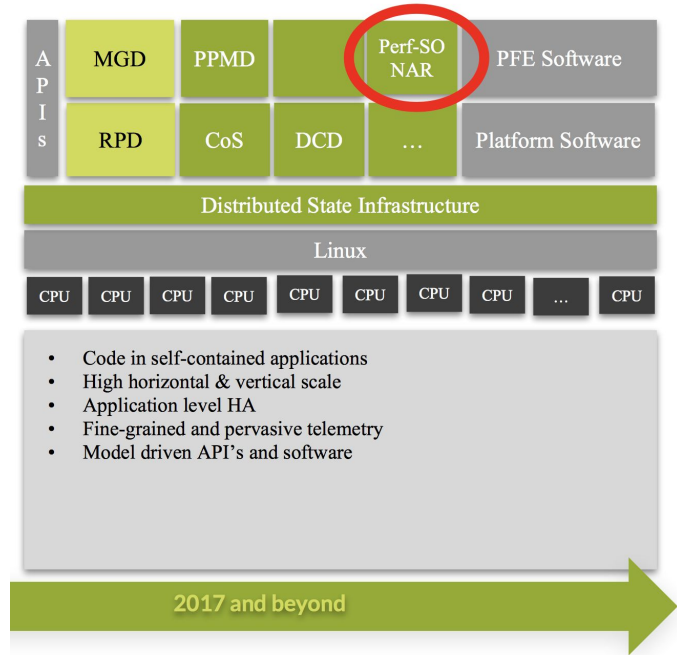 A
P
I
s
MGD
PPMD
Perf-SO
NAR
PFE Software
RPD
CoS
DCD
...
Platform Software
Distributed State Infrastructure
Linux
CPU CPU CPU CPU CPU CPU CPU CPU ... CPU
• Code in self-contained applications
• High horizontal & vertical scale
• Application level HA
• Fine-grained and pervasive telemetry
• Model driven API's and software
2017 and beyond